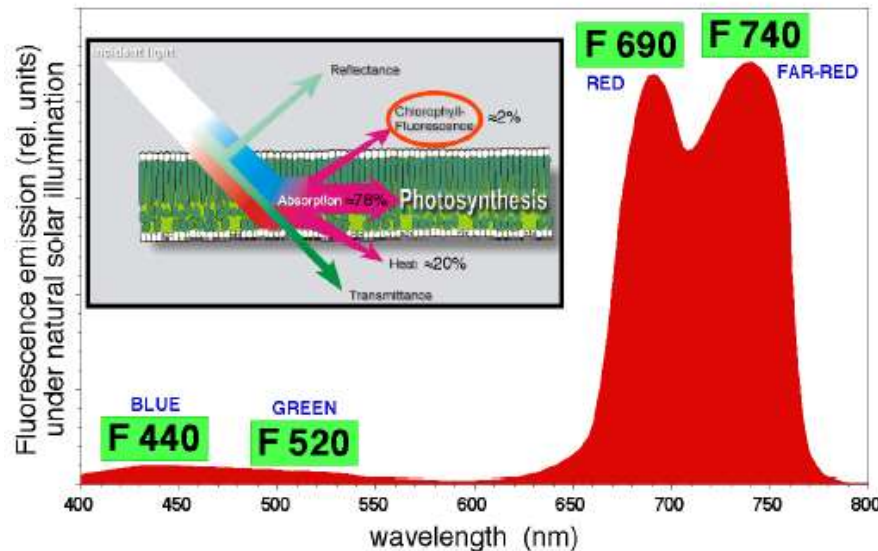 Fluorescence emission (rel. units)
under natural solar illumination
Incident light
Reflectance
Chlorophyll-
Fluorescence
≈2%
Absorption ≈78%
Photosynthesis
Heat ≈20%
Transmittance
F 690
F 740
RED
FAR-RED
BLUE
GREEN
F 440
F 520
400
450
500
550
600
650
700
750
800
wavelength (nm)